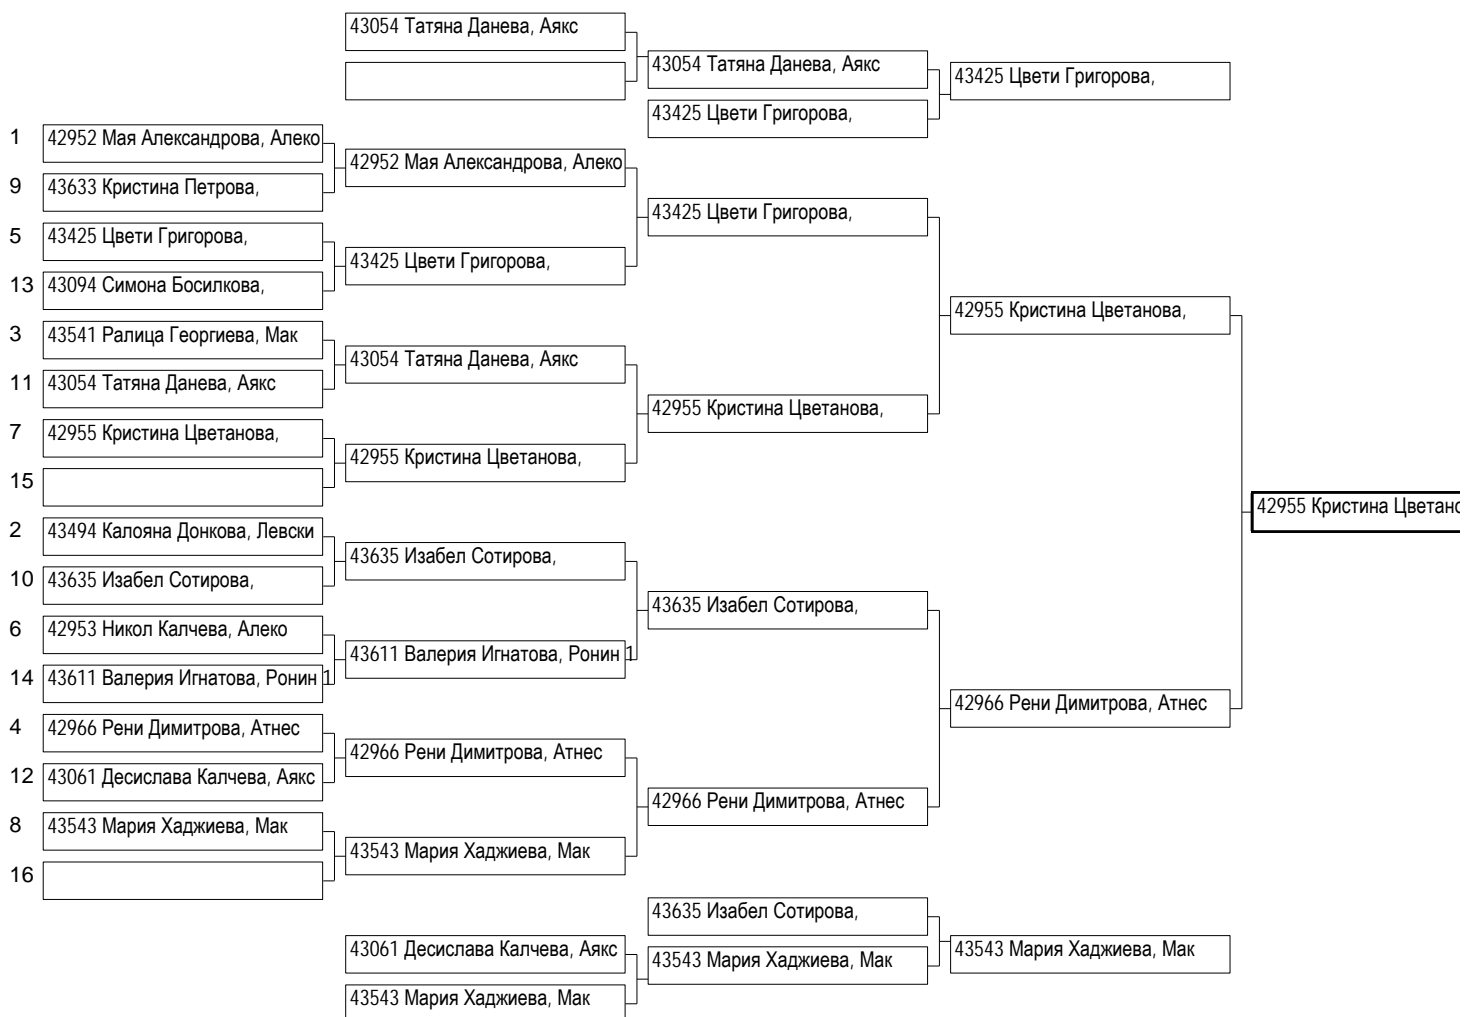 43054 Татяна Данева, Аякс
43054 Татяна Данева, Аякс
43425 Цвети Григорова,
43425 Цвети Григорова,
1 42952 Мая Александрова, Алеко
42952 Мая Александрова, Алеко
9 43633 Кристина Петрова,
43425 Цвети Григорова,
5 43425 Цвети Григорова,
43425 Цвети Григорова,
13 43094 Симона Босилкова,
42955 Кристина Цветанова,
3 43541 Ралица Георгиева, Мак
43054 Татяна Данева, Аякс
11 43054 Татяна Данева, Аякс
42955 Кристина Цветанова,
7 42955 Кристина Цветанова,
42955 Кристина Цветанова,
15
42955 Кристина Цветано
2 43494 Калояна Донкова, Левски
43635 Изабел Сотирова,
10 43635 Изабел Сотирова,
43635 Изабел Сотирова,
6 42953 Никол Калчева, Алеко
43611 Валерия Игнатова, Ронин 1
14 43611 Валерия Игнатова, Ронин 1
42966 Рени Димитрова, Атнес
4 42966 Рени Димитрова, Атнес
42966 Рени Димитрова, Атнес
12 43061 Десислава Калчева, Аякс
42966 Рени Димитрова, Атнес
8 43543 Мария Хаджиева, Мак
43543 Мария Хаджиева, Мак
16
43635 Изабел Сотирова,
43061 Десислава Калчева, Аякс
43543 Мария Хаджиева, Мак
43543 Мария Хаджиева, Мак
43543 Мария Хаджиева, Мак